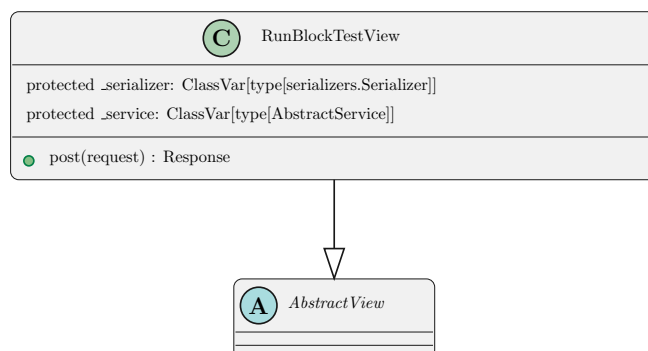 C RunBlockTestView
protected _serializer: ClassVar[type[serializers.Serializer]]
protected _service: ClassVar[type[AbstractService]]
post(request) : Response
A AbstractView